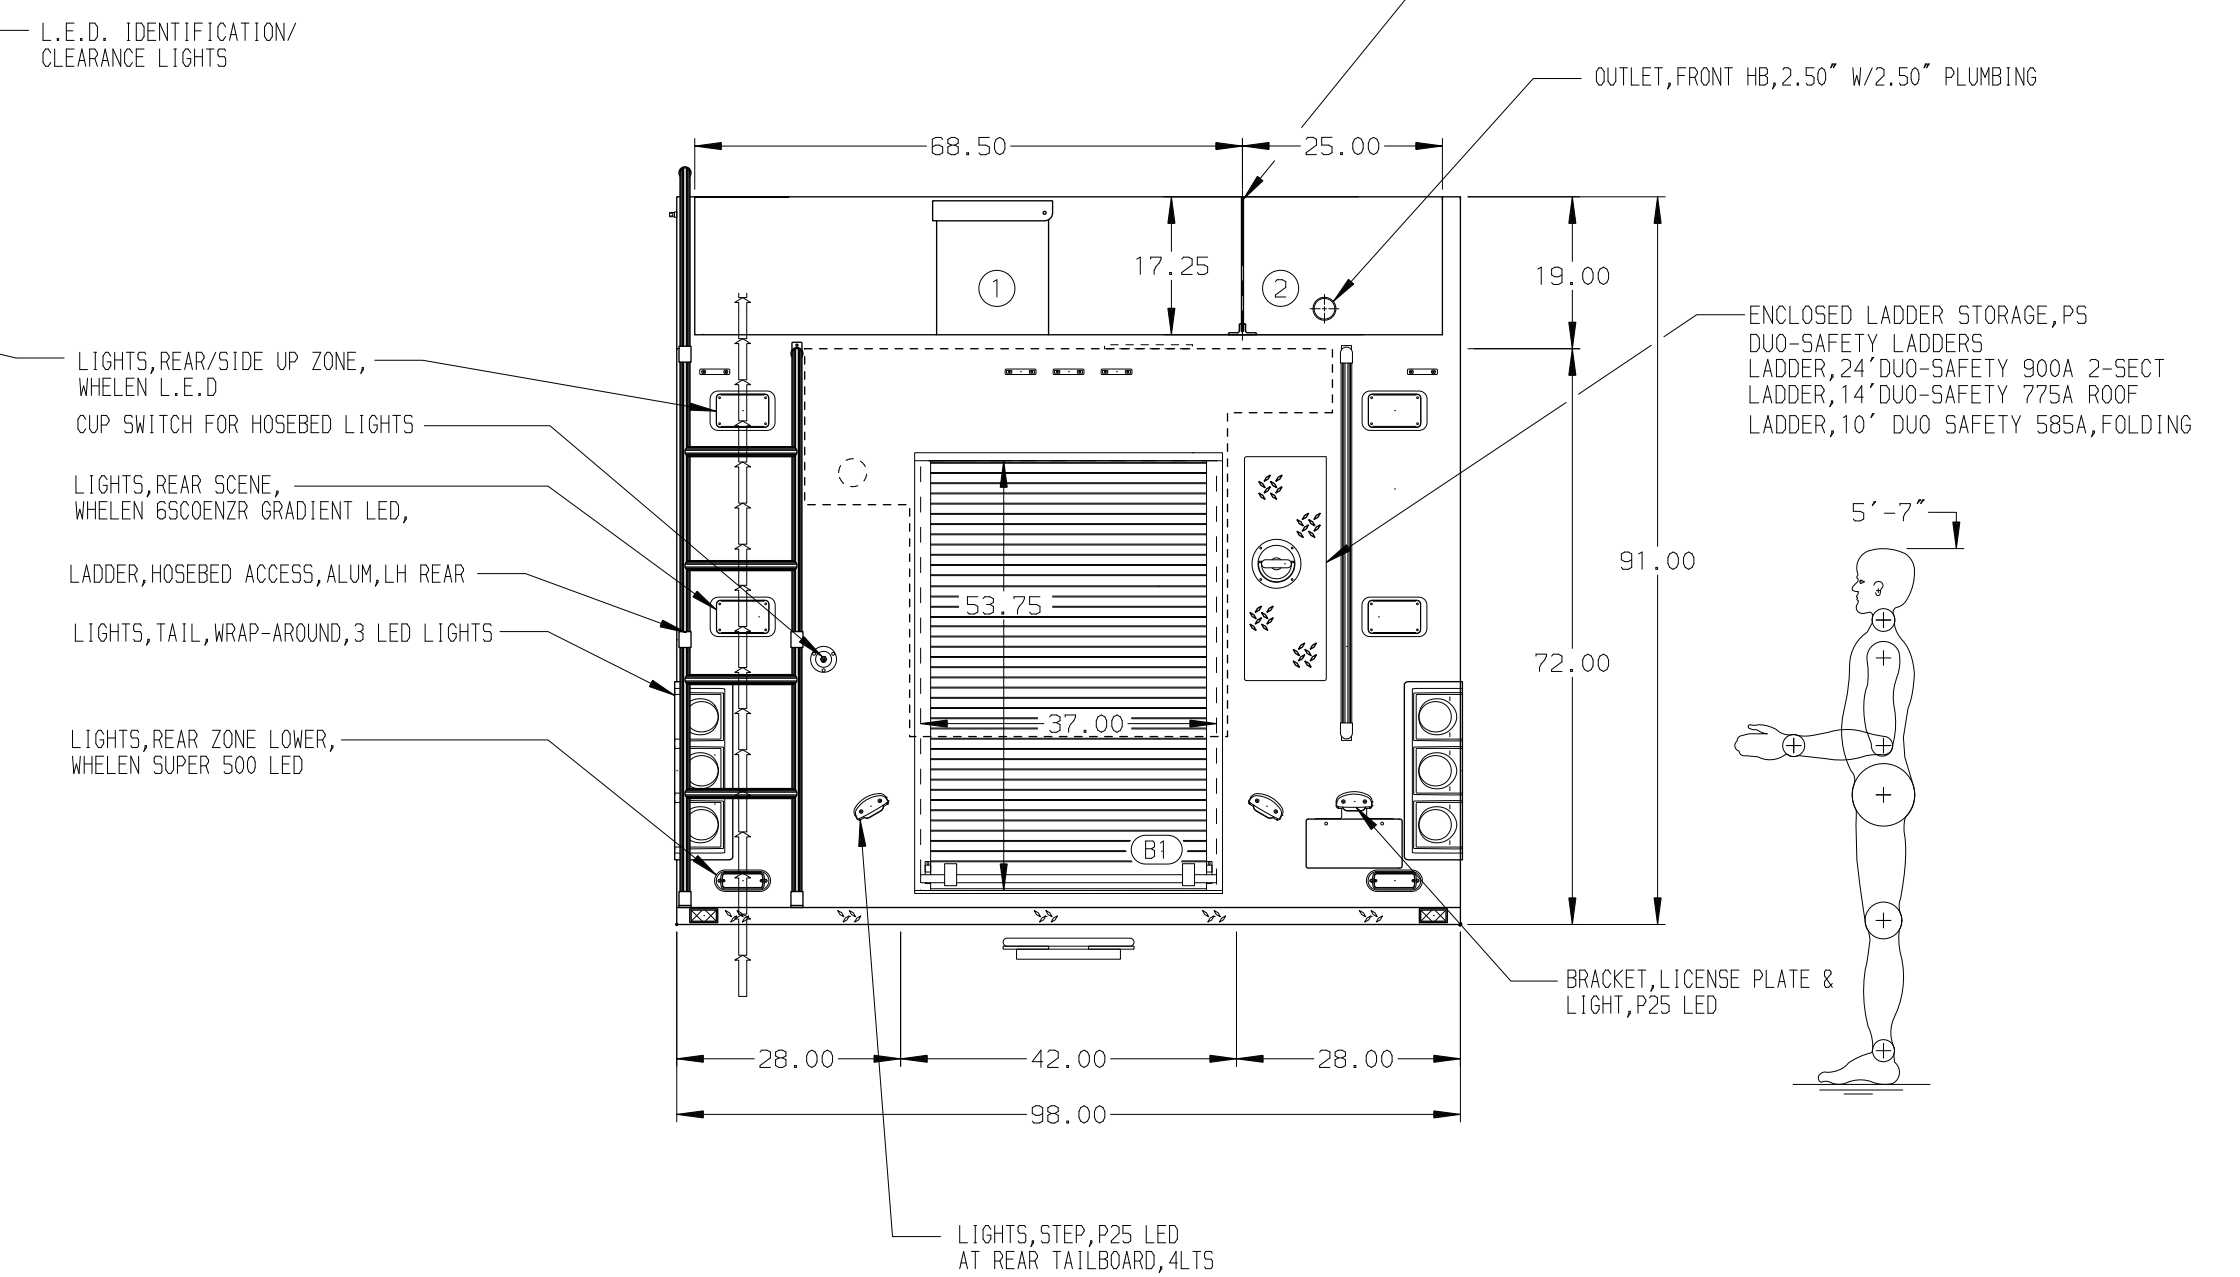 L.E.D. IDENTIFICATION/
CLEARANCE LIGHTS
OUTLET,FRONT HB,2.50″ W/2.50″ PLUMBING
68.50
25.00
17.25
19.00
1
2
ENCLOSED LADDER STORAGE,PS
DUO-SAFETY LADDERS
LADDER,24′DUO-SAFETY 900A 2-SECT
LADDER,14′DUO-SAFETY 775A ROOF
LADDER,10′ DUO SAFETY 585A,FOLDING
LIGHTS,REAR/SIDE UP ZONE,
WHELEN L.E.D
CUP SWITCH FOR HOSEBED LIGHTS
LIGHTS,REAR SCENE,
WHELEN 6SCOENZR GRADIENT LED,
LADDER,HOSEBED ACCESS,ALUM,LH REAR
LIGHTS,TAIL,WRAP-AROUND,3 LED LIGHTS
LIGHTS,REAR ZONE LOWER,
WHELEN SUPER 500 LED
5′-7″
91.00
53.75
72.00
37.00
B1
BRACKET,LICENSE PLATE &
LIGHT,P25 LED
28.00
42.00
28.00
98.00
LIGHTS,STEP,P25 LED
AT REAR TAILBOARD,4LTS